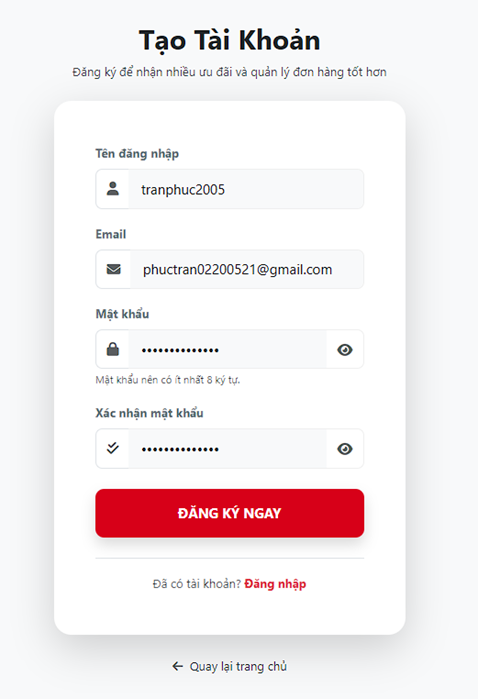 Tạo Tài Khoản
Đăng ký để nhận nhiều ưu đãi và quản lý đơn hàng tốt hơn
Tên đăng nhập
tranphuc2005
Email
phuctran02200521@gmail.com
Mật khẩu
••••••••••••••
Mật khẩu nên có ít nhất 8 ký tự.
Xác nhận mật khẩu
••••••••••••••
ĐĂNG KÝ NGAY
Đã có tài khoản? Đăng nhập
← Quay lại trang chủ